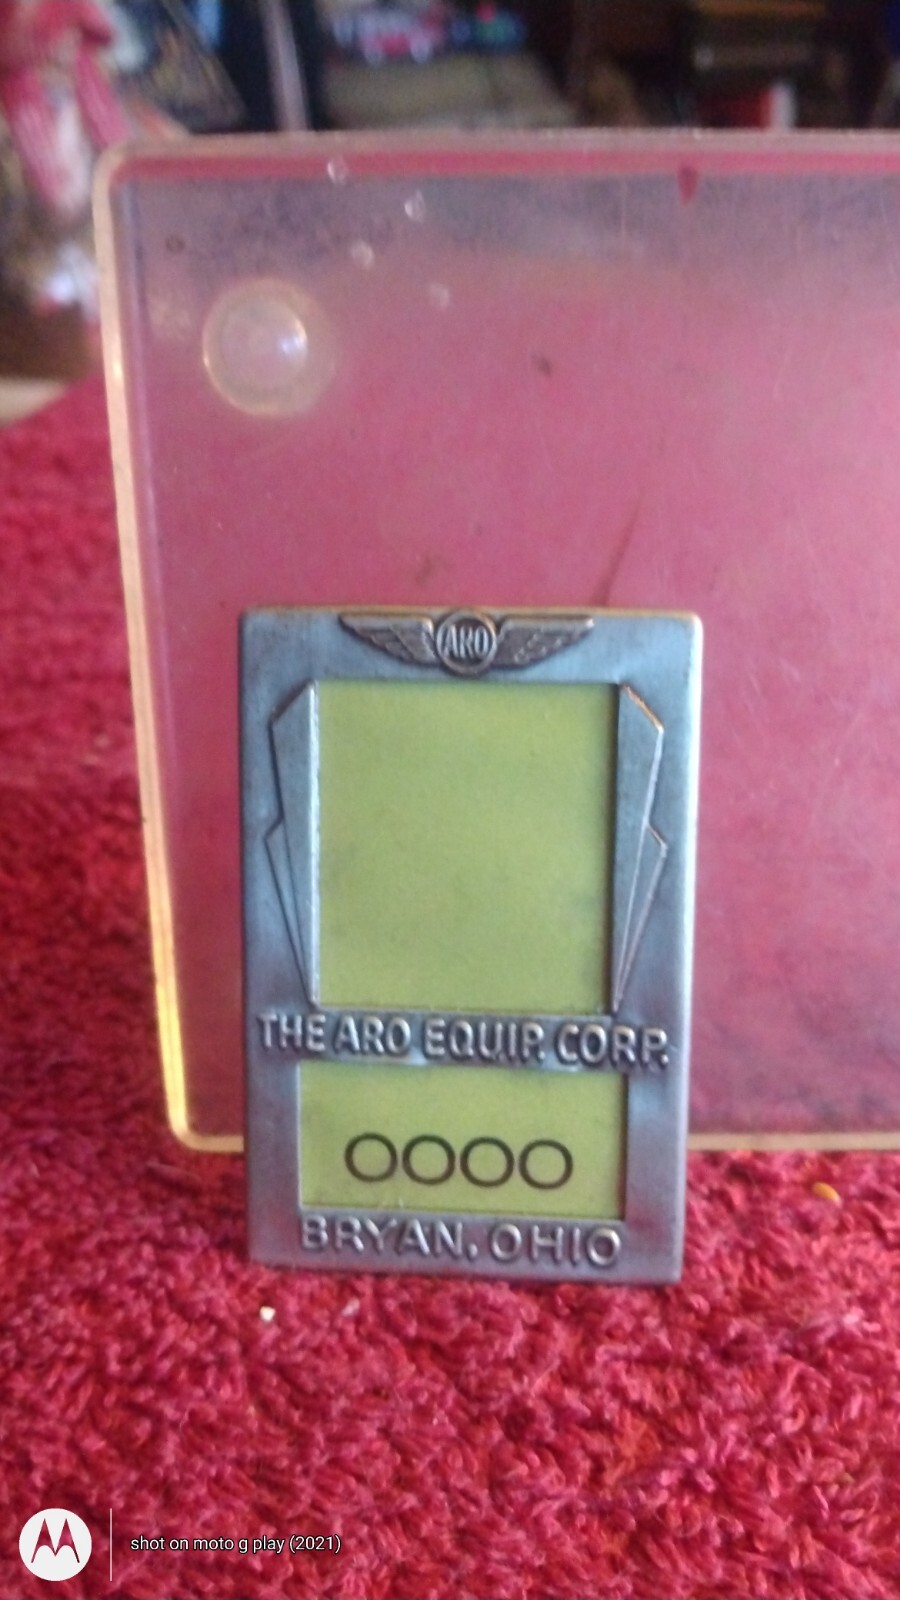 ARO
THE ARO EQUIP. CORP.
0000
BRYAN, OHIO
shot on moto g play (2021)